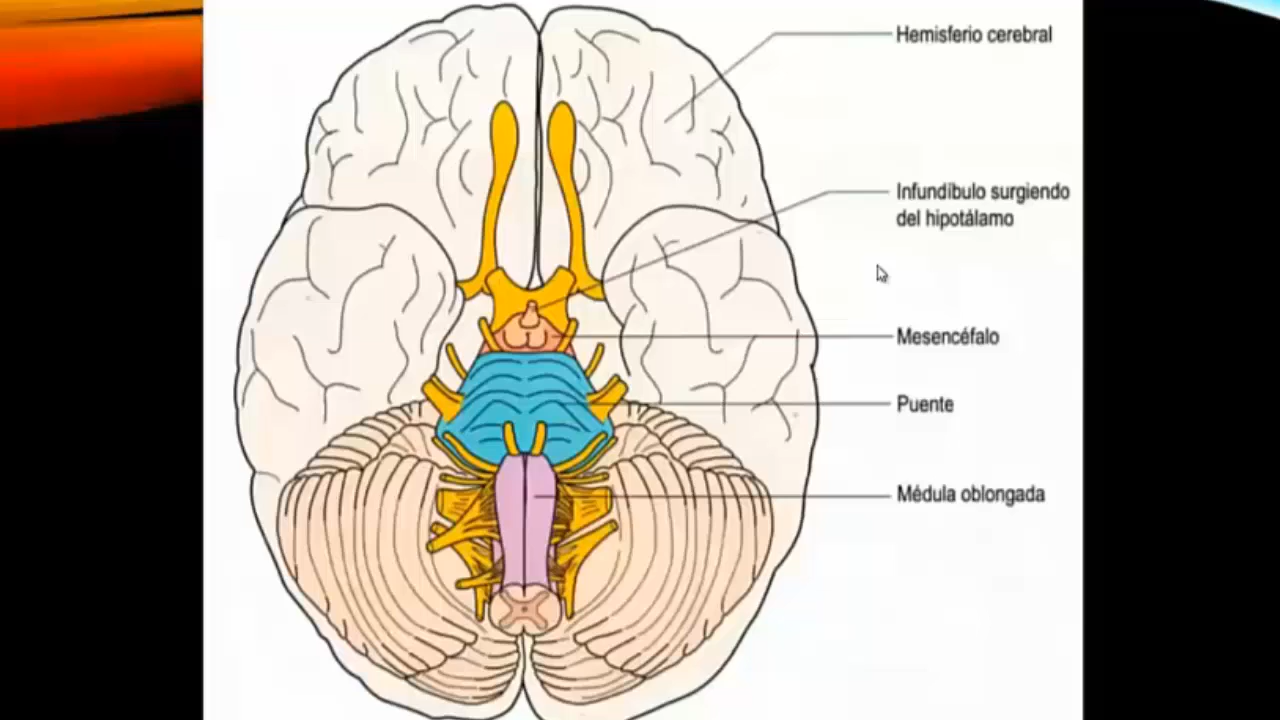 Hemisferio cerebral
Infundíbulo surgiendo
del hipotálamo
Mesencéfalo
Puente
Médula oblongada